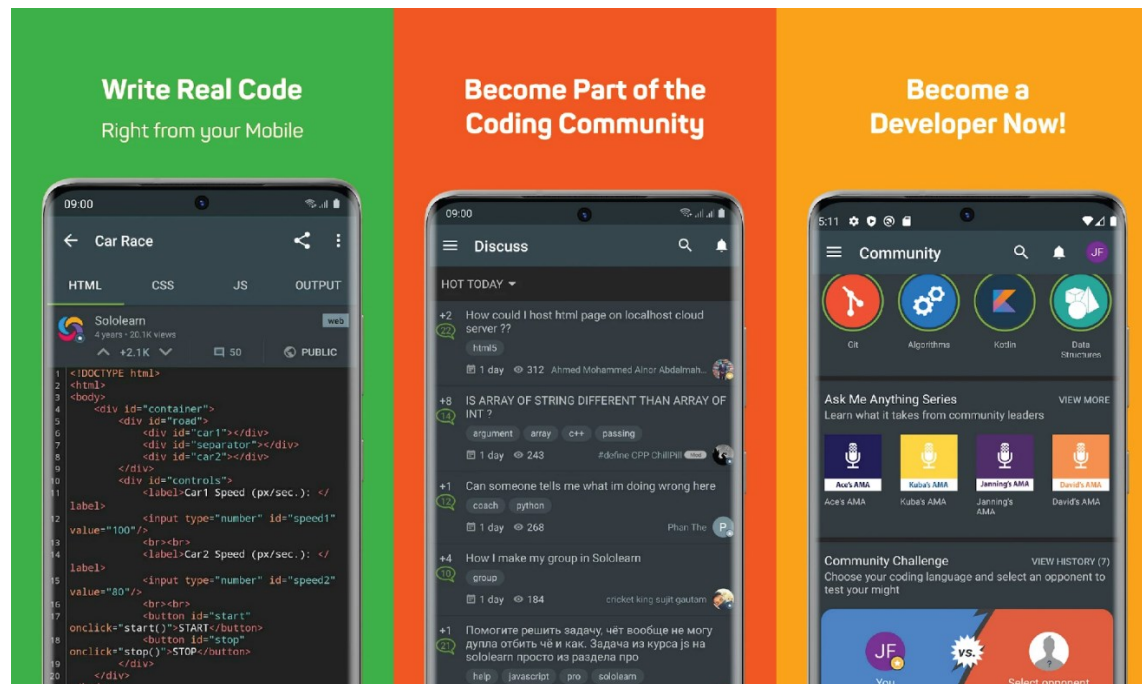 Write Real Code
Right from your Mobile
09:00
Car Race
HTML CSS JS OUTPUT
Sololearn
web
4 years - 20.1K views
+2.1K 50 PUBLIC
1 <!DOCTYPE html>
2 <html>
3 <body>
4 <div id="container">
5 <div id="road">
6 <div id="car1"></div>
7 <div id="separator"></div>
8 <div id="car2"></div>
9 </div>
10 <div id="controls">
11 <label>Car1 Speed (px/sec.): </
label>
12 <input type="number" id="speed1"
value="100"/>
13 <br><br>
14 <label>Car2 Speed (px/sec.): </
label>
15 <input type="number" id="speed2"
value="80"/>
16 <br><br>
17 <button id="start"
onclick="start()">START</button>
18 <button id="stop"
onclick="stop()">STOP</button>
19 </div>
20 </div>
Become Part of the
Coding Community
09:00
Discuss
HOT TODAY
+2 How could I host html page on localhost cloud
22 server ??
html5
1 day 312 Ahmed Mohammed Alnor Abdelmah...
+8 IS ARRAY OF STRING DIFFERENT THAN ARRAY OF
14 INT ?
argument array c++ passing
1 day 243 #define CPP ChillPill Mod
+1 Can someone tells me what im doing wrong here
12 coach python
1 day 268 Phan The P
+4 How I make my group in Sololearn
10 group
1 day 184 cricket king sujit gautam
+1 Помогите решить задачу, чёт вообще не могу
21 дупла отбить чё и как. Задача из курса js на
sololearn просто из раздела про
help javascript pro sololearn
Become a
Developer Now!
5:11
Community JF
Git Algorithms Kotlin Data
Structures
Ask Me Anything Series VIEW MORE
Learn what it takes from community leaders
Ace's AMA Kuba's AMA Janning's AMA David's AMA
Ace's AMA Kuba's AMA Janning's David's AMA
AMA
Community Challenge VIEW HISTORY (7)
Choose your coding language and select an opponent to
test your might
JF vs. ?
You Select opponent